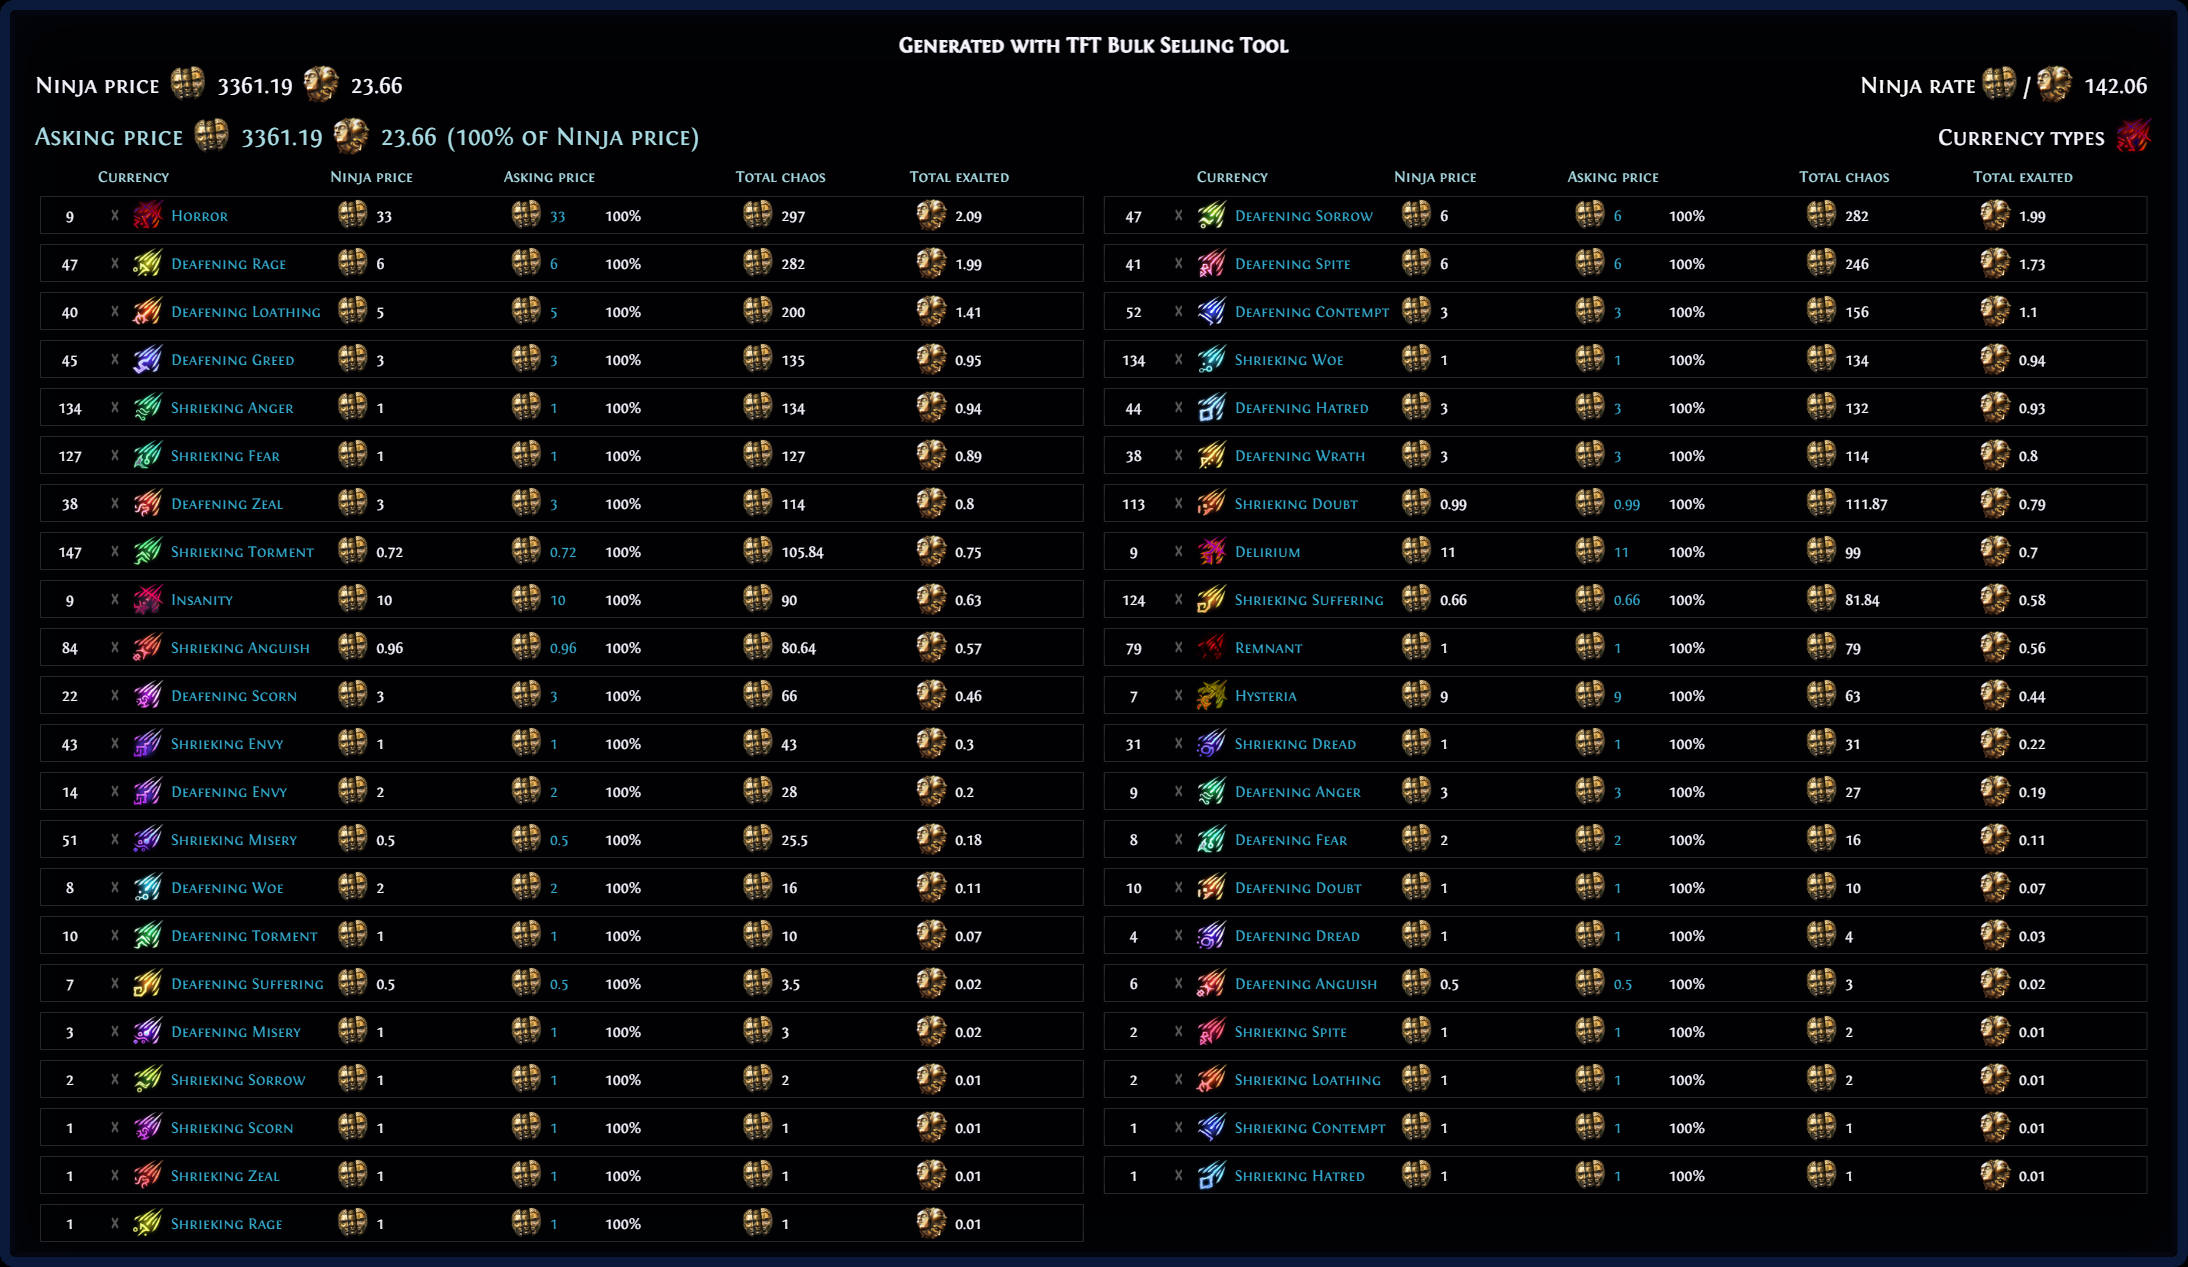 Generated with TFT Bulk Selling Tool
Ninja price 3361.19 23.66
Ninja rate / 142.06
Asking price 3361.19 23.66 (100% of Ninja price)
Currency types
Currency Ninja price Asking price Total chaos Total exalted
Currency Ninja price Asking price Total chaos Total exalted
9 x Horror 33 33 100% 297 2.09
47 x Deafening Sorrow 6 6 100% 282 1.99
47 x Deafening Rage 6 6 100% 282 1.99
41 x Deafening Spite 6 6 100% 246 1.73
40 x Deafening Loathing 5 5 100% 200 1.41
52 x Deafening Contempt 3 3 100% 156 1.1
45 x Deafening Greed 3 3 100% 135 0.95
134 x Shrieking Woe 1 1 100% 134 0.94
134 x Shrieking Anger 1 1 100% 134 0.94
44 x Deafening Hatred 3 3 100% 132 0.93
127 x Shrieking Fear 1 1 100% 127 0.89
38 x Deafening Wrath 3 3 100% 114 0.8
38 x Deafening Zeal 3 3 100% 114 0.8
113 x Shrieking Doubt 0.99 0.99 100% 111.87 0.79
147 x Shrieking Torment 0.72 0.72 100% 105.84 0.75
9 x Delirium 11 11 100% 99 0.7
9 x Insanity 10 10 100% 90 0.63
124 x Shrieking Suffering 0.66 0.66 100% 81.84 0.58
84 x Shrieking Anguish 0.96 0.96 100% 80.64 0.57
79 x Remnant 1 1 100% 79 0.56
22 x Deafening Scorn 3 3 100% 66 0.46
7 x Hysteria 9 9 100% 63 0.44
43 x Shrieking Envy 1 1 100% 43 0.3
31 x Shrieking Dread 1 1 100% 31 0.22
14 x Deafening Envy 2 2 100% 28 0.2
9 x Deafening Anger 3 3 100% 27 0.19
51 x Shrieking Misery 0.5 0.5 100% 25.5 0.18
8 x Deafening Fear 2 2 100% 16 0.11
8 x Deafening Woe 2 2 100% 16 0.11
10 x Deafening Doubt 1 1 100% 10 0.07
10 x Deafening Torment 1 1 100% 10 0.07
4 x Deafening Dread 1 1 100% 4 0.03
7 x Deafening Suffering 0.5 0.5 100% 3.5 0.02
6 x Deafening Anguish 0.5 0.5 100% 3 0.02
3 x Deafening Misery 1 1 100% 3 0.02
2 x Shrieking Spite 1 1 100% 2 0.01
2 x Shrieking Sorrow 1 1 100% 2 0.01
2 x Shrieking Loathing 1 1 100% 2 0.01
1 x Shrieking Scorn 1 1 100% 1 0.01
1 x Shrieking Contempt 1 1 100% 1 0.01
1 x Shrieking Zeal 1 1 100% 1 0.01
1 x Shrieking Hatred 1 1 100% 1 0.01
1 x Shrieking Rage 1 1 100% 1 0.01